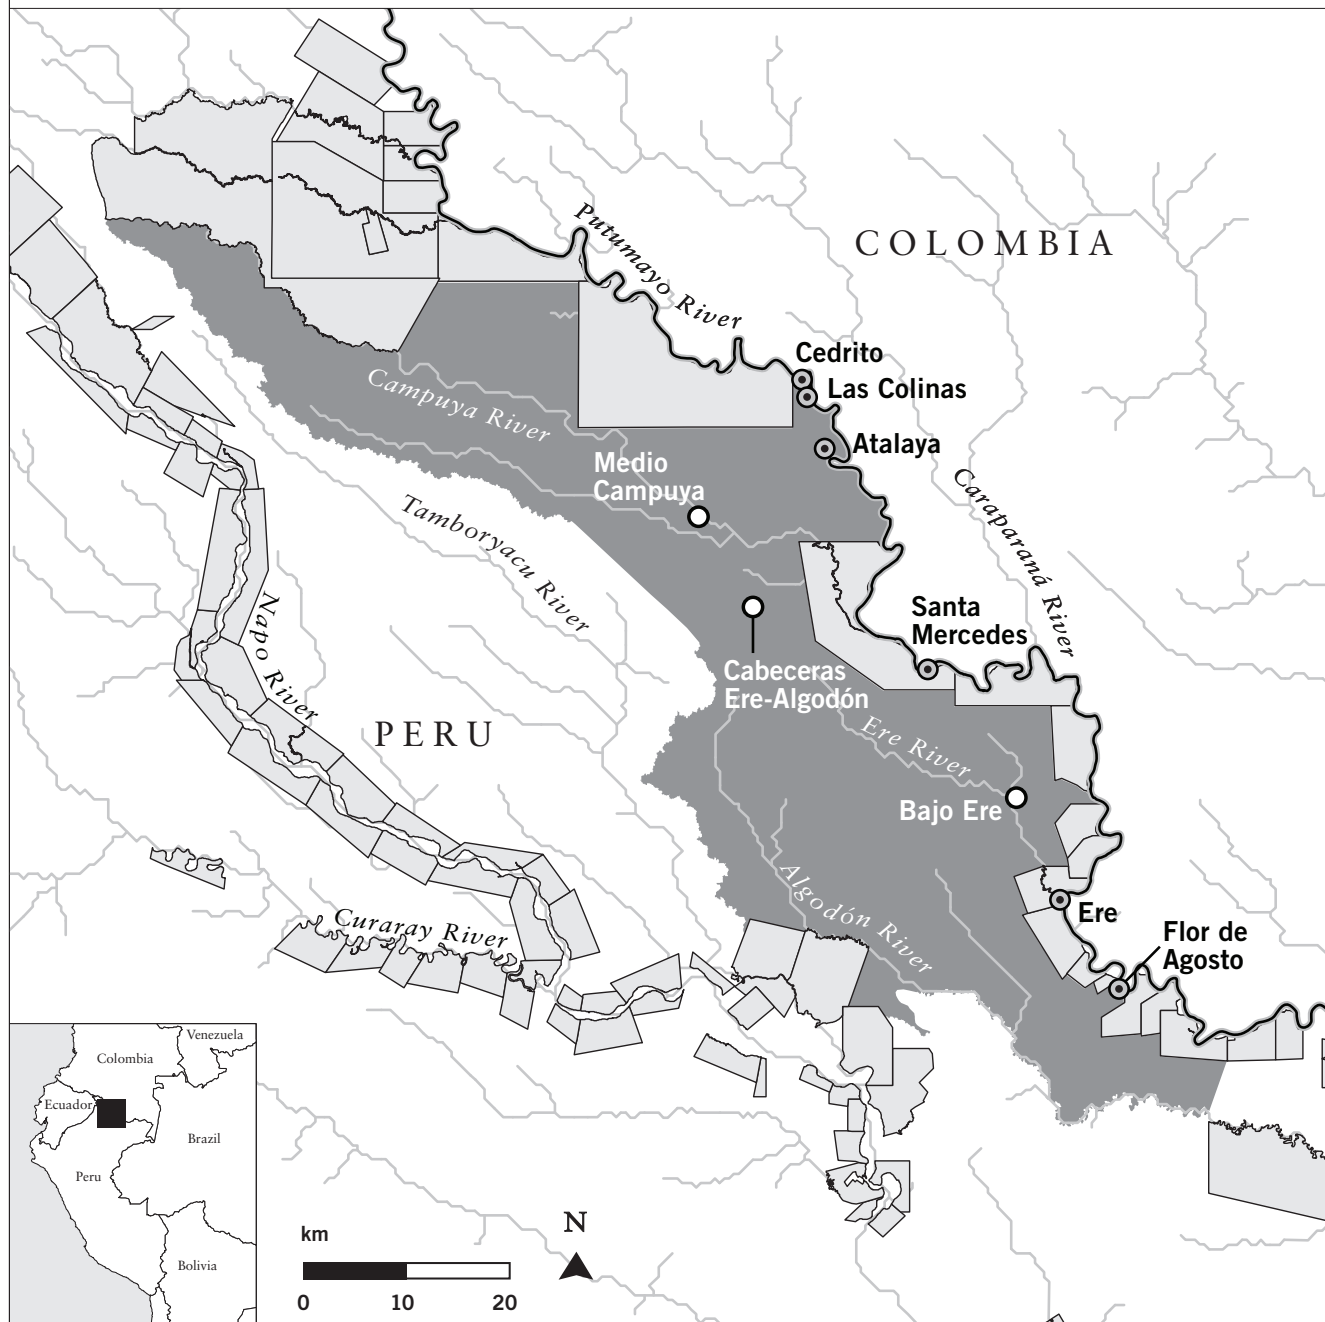 COLOMBIA
Putumayo River
Cedrito
Las Colinas
Campuya River
Atalaya
Medio
Campuya
Caraparaná River
Tamboryacu River
Napo River
Santa
Mercedes
Cabeceras
Ere-Algodón
PERU
Ere River
Bajo Ere
Algodón River
Ere
Curaray River
Flor de
Agosto
Venezuela
Colombia
Ecuador
Brazil
Peru
Bolivia
km
0 10 20
N